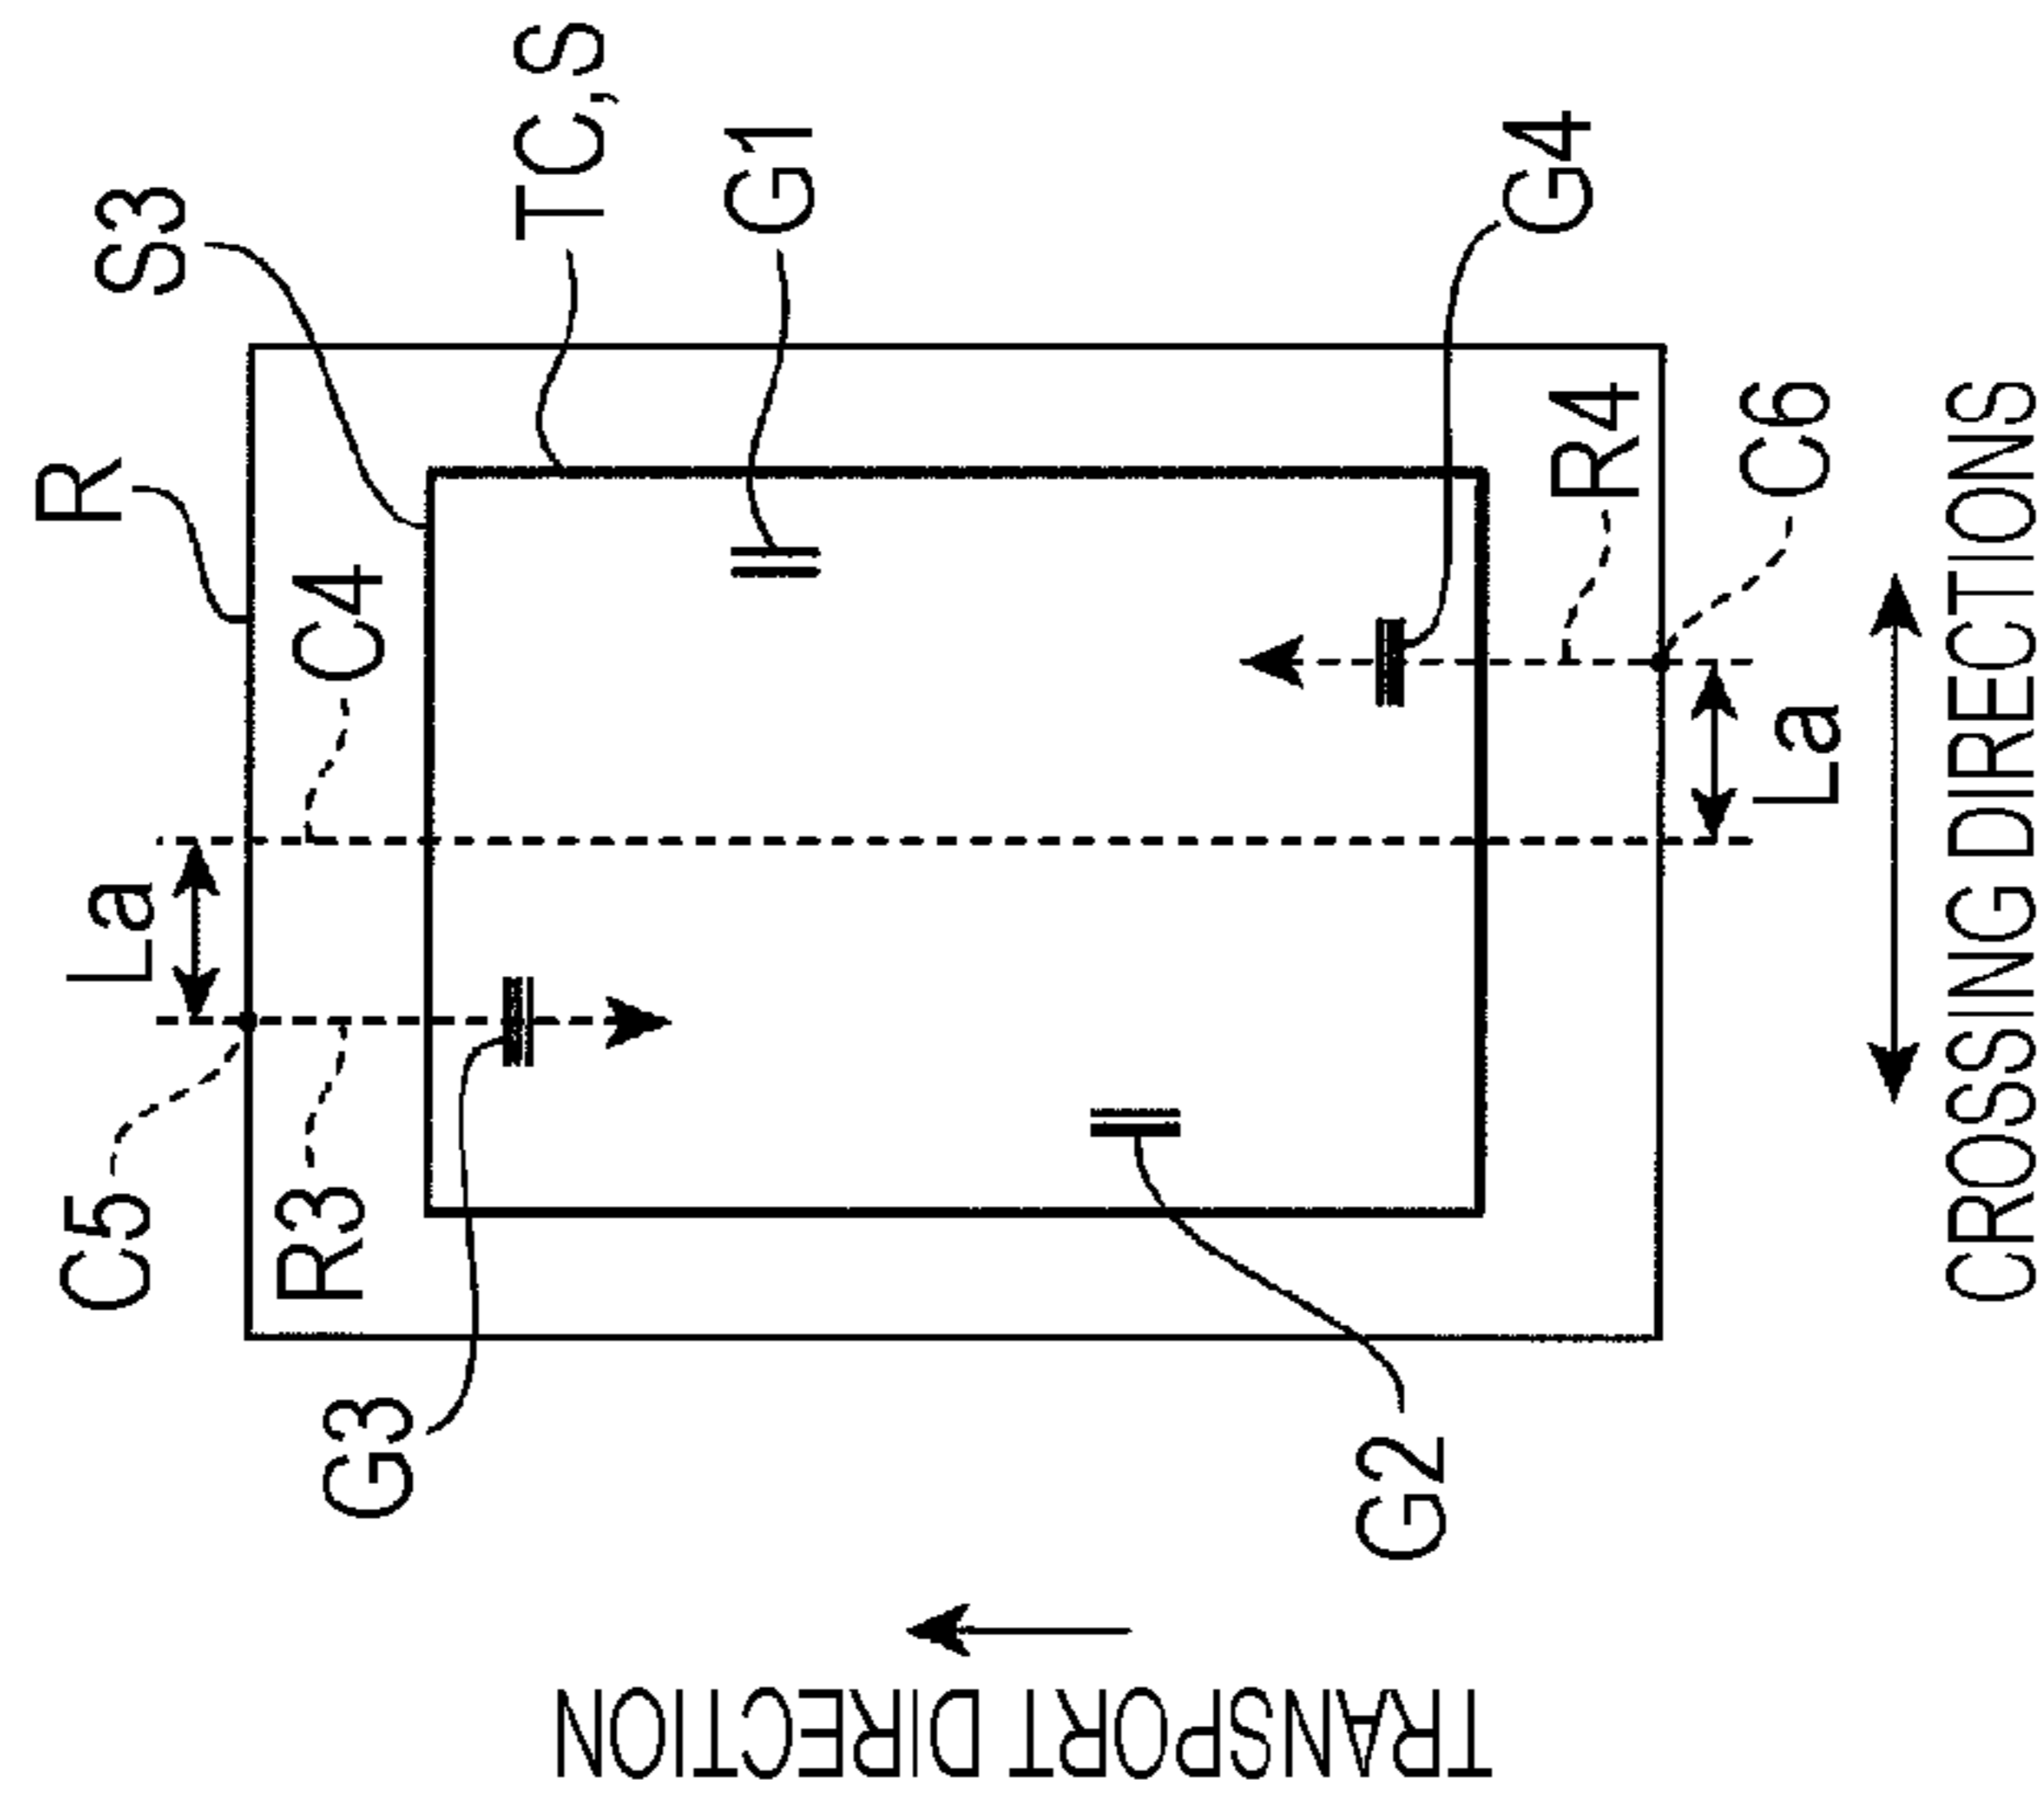 R
S3
TC,S
G1
G4
C4
La
C5
R3
G3
G2
R4
C6
La
CROSSING DIRECTIONS
TRANSPORT DIRECTION